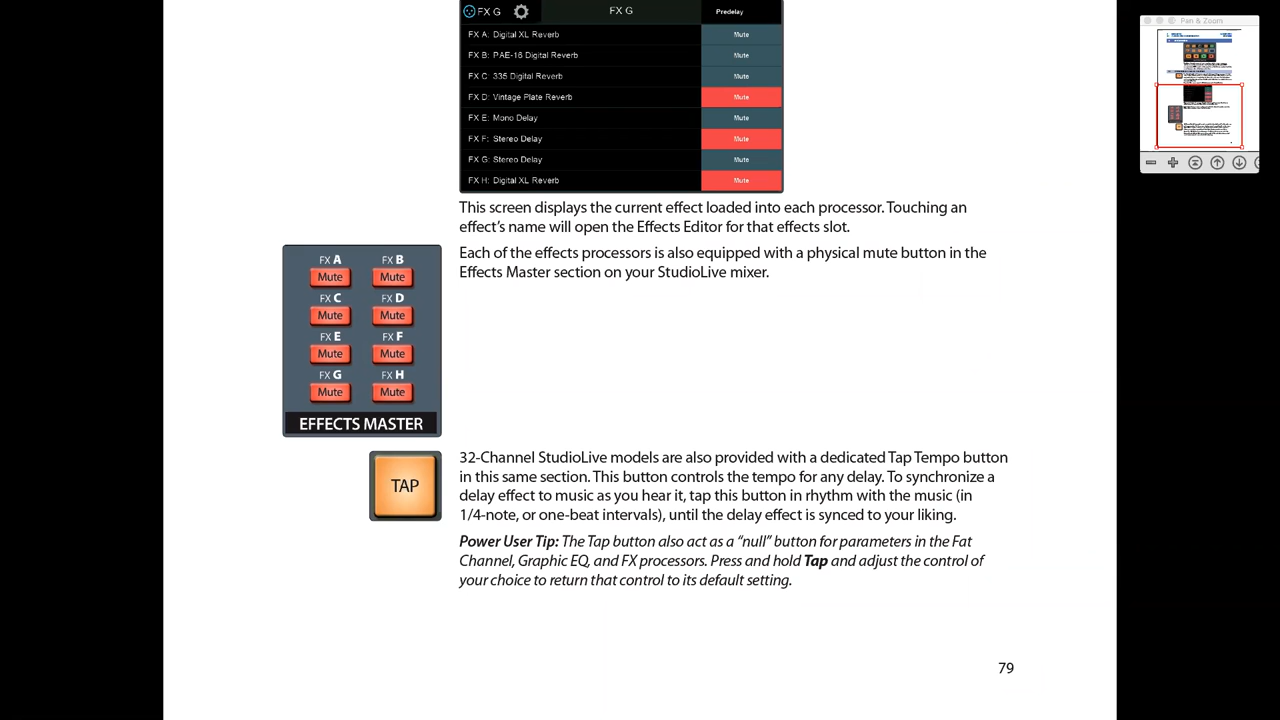 FX G FX G Predelay
FX A: Digital XL Reverb Mute
FX B: PAE-16 Digital Reverb Mute
FX C: 335 Digital Reverb Mute
FX D: Vintage Plate Reverb Mute
FX E: Mono Delay Mute
FX F: Stereo Delay Mute
FX G: Stereo Delay Mute
FX H: Digital XL Reverb Mute
This screen displays the current effect loaded into each processor. Touching an
effect's name will open the Effects Editor for that effects slot.
Each of the effects processors is also equipped with a physical mute button in the
Effects Master section on your StudioLive mixer.
FX A FX B
Mute Mute
FX C FX D
Mute Mute
FX E FX F
Mute Mute
FX G FX H
Mute Mute
EFFECTS MASTER
TAP
32-Channel StudioLive models are also provided with a dedicated Tap Tempo button
in this same section. This button controls the tempo for any delay. To synchronize a
delay effect to music as you hear it, tap this button in rhythm with the music (in
1/4-note, or one-beat intervals), until the delay effect is synced to your liking.
Power User Tip: The Tap button also act as a “null” button for parameters in the Fat
Channel, Graphic EQ, and FX processors. Press and hold Tap and adjust the control of
your choice to return that control to its default setting.
79
Pan & Zoom